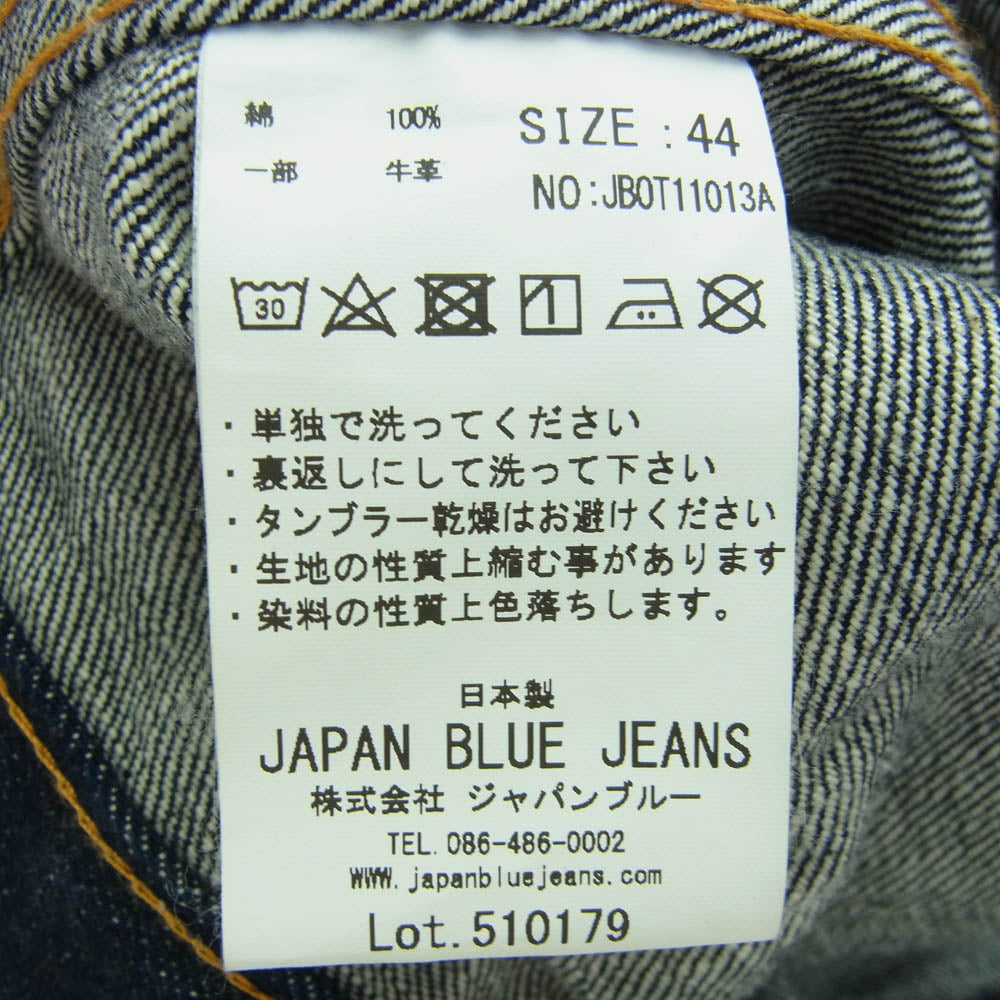 綿 100% SIZE : 44
一部 牛革 NO:JBOT11013A
30
1
・単独で洗ってください
・裏返しにして洗って下さい
・タンブラー乾燥はお避けください
・生地の性質上縮む事があります
・染料の性質上色落ちします。
日本製
JAPAN BLUE JEANS
株式会社 ジャパンブルー
TEL. 086-486-0002
WWW. japanbluejeans. com
Lot. 510179